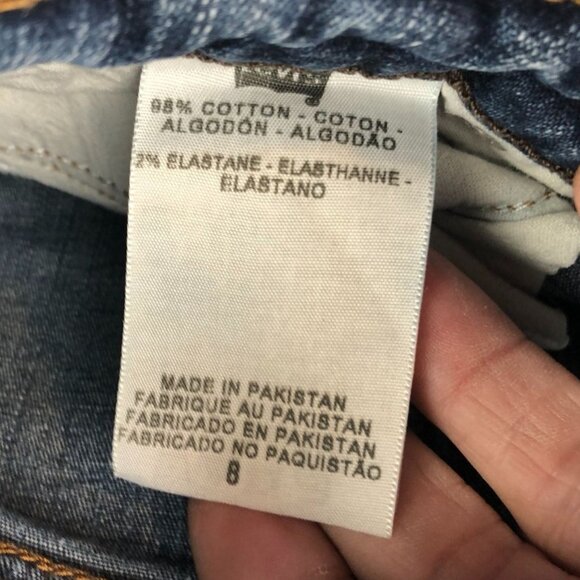 98% COTTON - COTON -
ALGODÓN - ALGODÃO
2% ELASTANE - ELASTHANNE -
ELASTANO
MADE IN PAKISTAN
FABRIQUE AU PAKISTAN
FABRICADO EN PAKISTAN
FABRICADO NO PAQUISTÃO
8